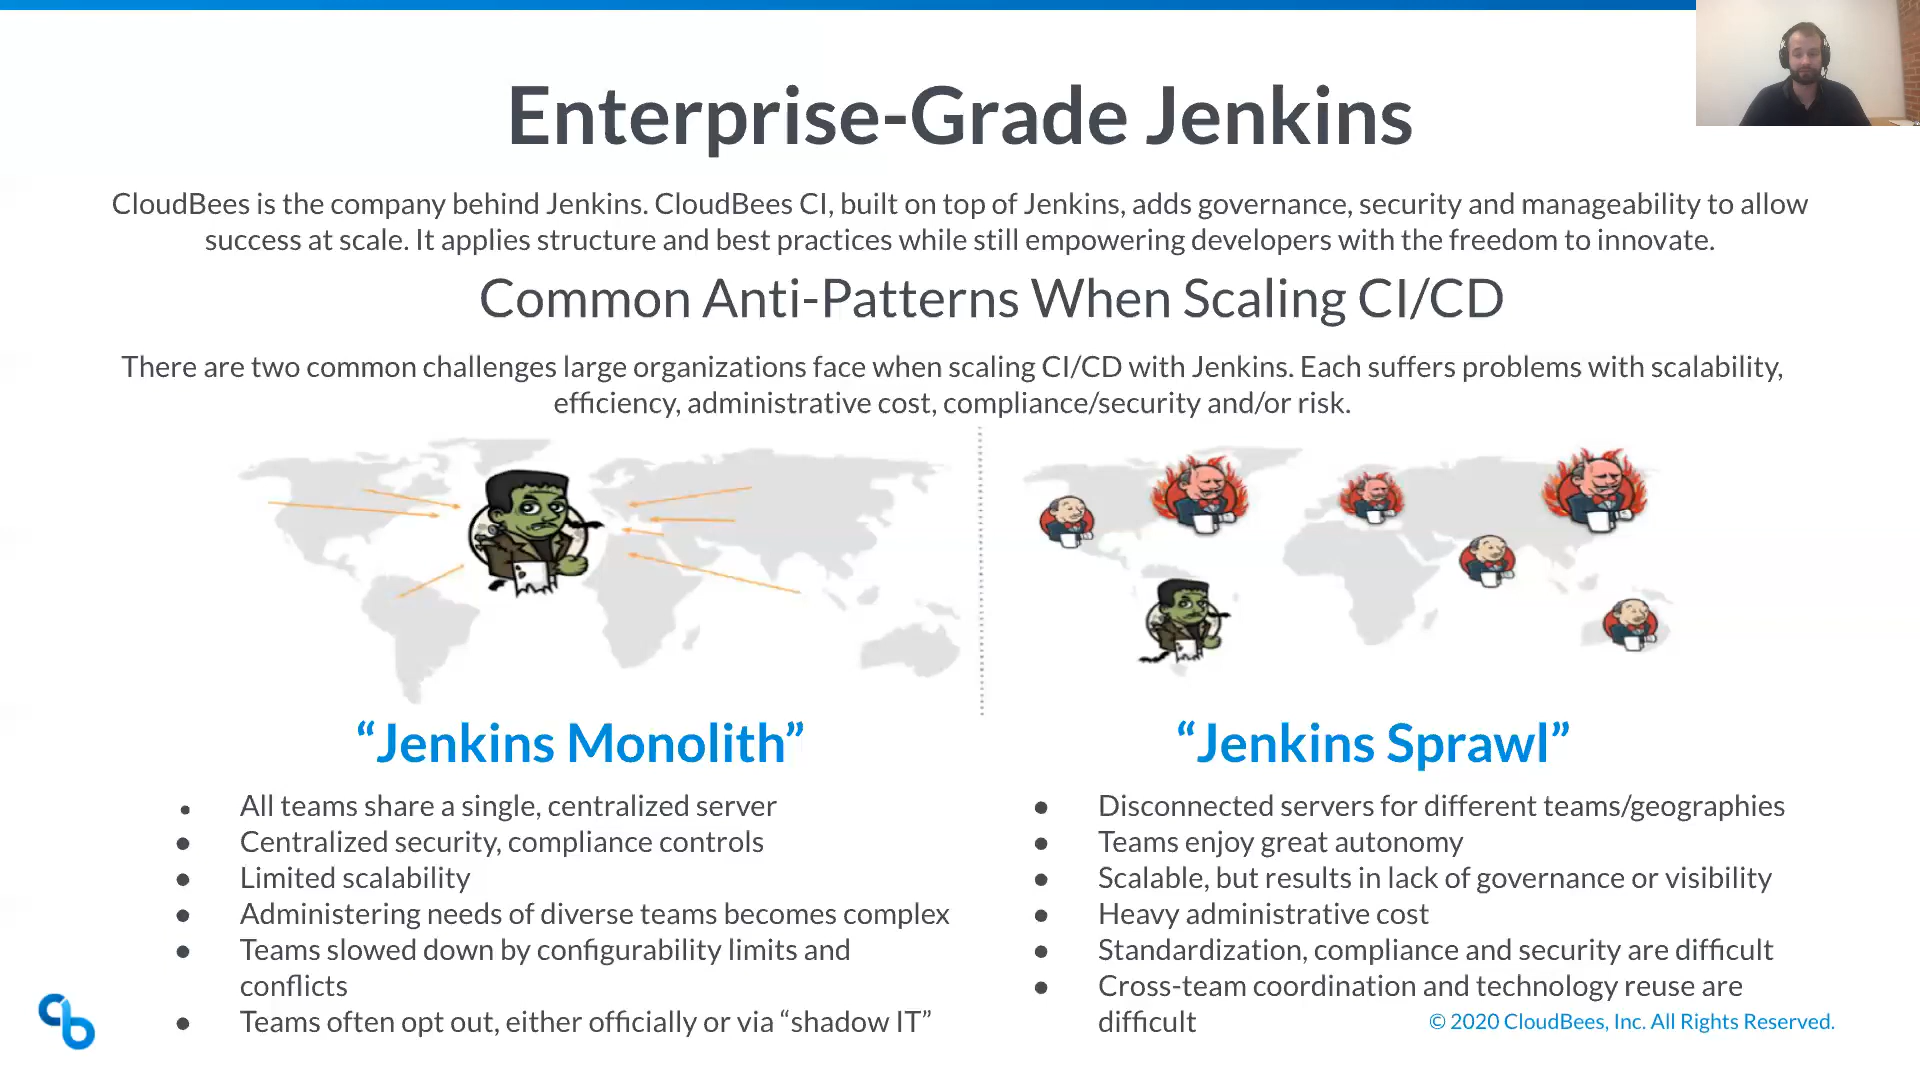 Enterprise-Grade Jenkins
CloudBees is the company behind Jenkins. CloudBees CI, built on top of Jenkins, adds governance, security and manageability to allow
success at scale. It applies structure and best practices while still empowering developers with the freedom to innovate.
Common Anti-Patterns When Scaling CI/CD
There are two common challenges large organizations face when scaling CI/CD with Jenkins. Each suffers problems with scalability,
efficiency, administrative cost, compliance/security and/or risk.
“Jenkins Monolith”
● All teams share a single, centralized server
● Centralized security, compliance controls
● Limited scalability
● Administering needs of diverse teams becomes complex
● Teams slowed down by configurability limits and
conflicts
● Teams often opt out, either officially or via “shadow IT”
“Jenkins Sprawl”
● Disconnected servers for different teams/geographies
● Teams enjoy great autonomy
● Scalable, but results in lack of governance or visibility
● Heavy administrative cost
● Standardization, compliance and security are difficult
● Cross-team coordination and technology reuse are
difficult
© 2020 CloudBees, Inc. All Rights Reserved.